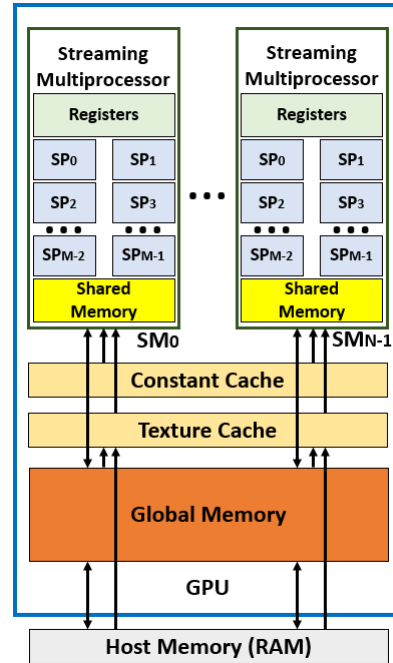 Streaming
Multiprocessor
Registers
SP0 SP1
SP2 SP3
SPM-2 SPM-1
Shared
Memory
SM0
Streaming
Multiprocessor
Registers
SP0 SP1
SP2 SP3
SPM-2 SPM-1
Shared
Memory
SMN-1
Constant Cache
Texture Cache
Global Memory
GPU
Host Memory (RAM)